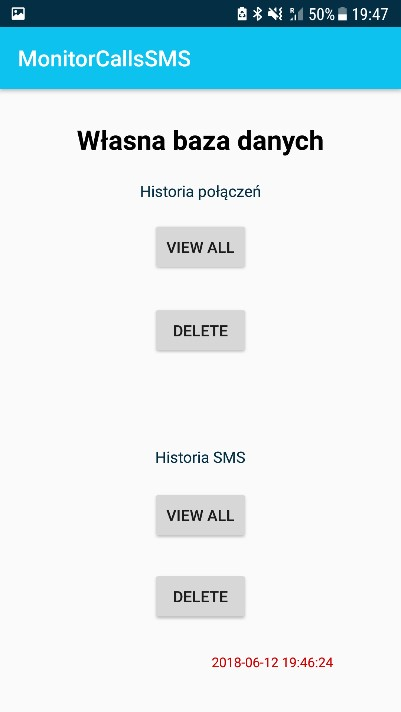 50% 19:47
MonitorCallsSMS
Własna baza danych
Historia połączeń
VIEW ALL
DELETE
Historia SMS
VIEW ALL
DELETE
2018-06-12 19:46:24